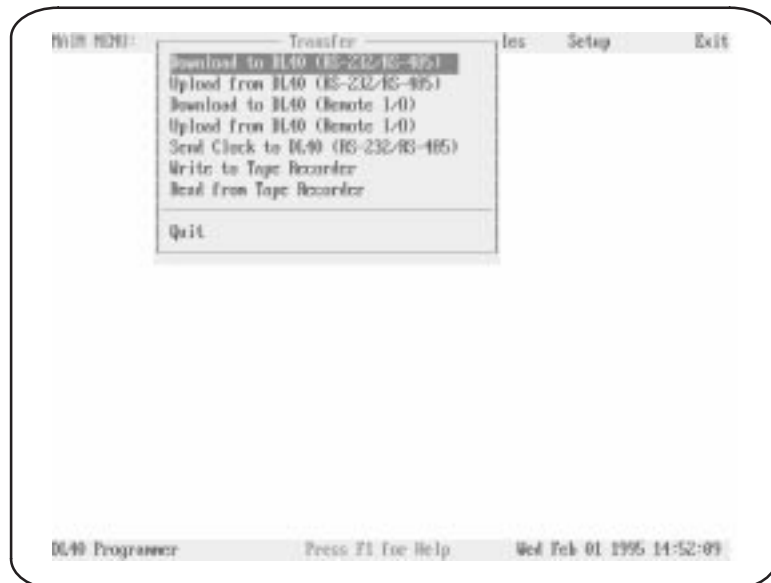 MAIN MENU: Transfer les Setup Exit
Download to DL40 (RS-232/RS-485)
Upload from DL40 (RS-232/RS-485)
Download to DL40 (Remote I/O)
Upload from DL40 (Remote I/O)
Send Clock to DL40 (RS-232/RS-485)
Write to Tape Recorder
Read from Tape Recorder
Quit
DL40 Programmer Press F1 for Help Wed Feb 01 1995 14:52:09